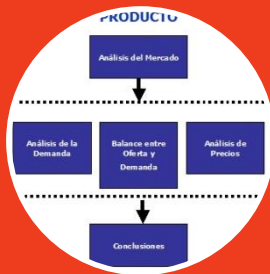 PRODUCTO
Análisis del Mercado
Análisis de la
Demanda
Balance entre
Oferta y
Demanda
Análisis de
Precios
Conclusiones